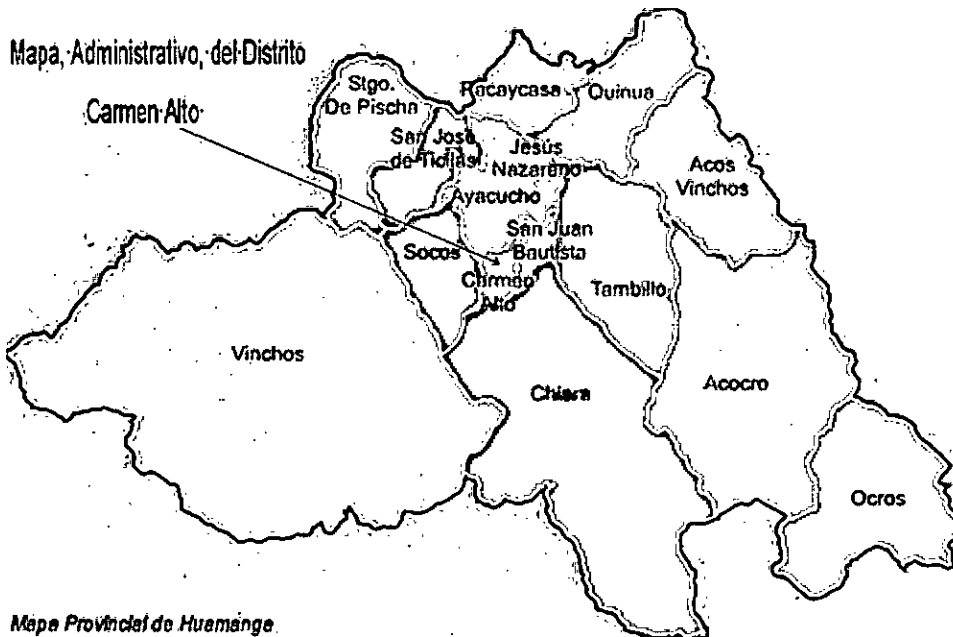 Mapa, Administrativo, del Distrito
Carmen Alto
Stgo.
De Pischa
Pacaycasa
Quinua
San José
de Ticllas
Jesús
Nazareno
Acos
Vinchos
Ayacucho
San Juan
Bautista
Socos
Carmen
Alto
Tambillo
Vinchos
Chiara
Acocro
Ocros
Mapa Provincial de Huamanga